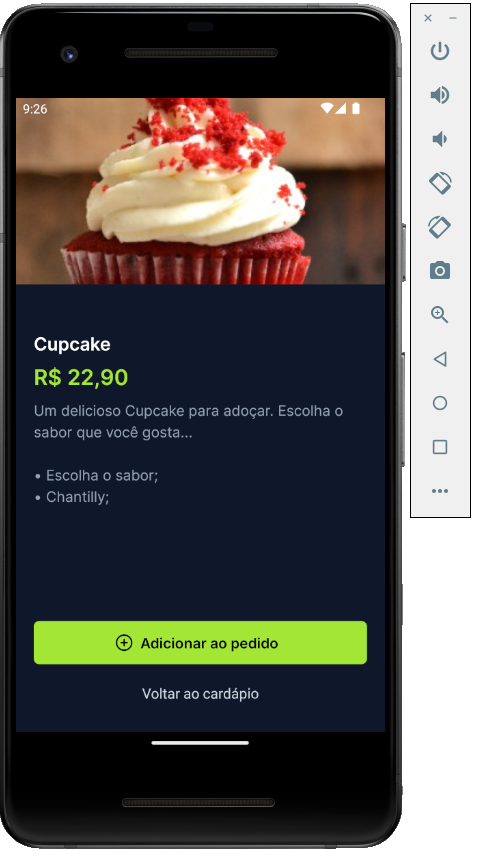 9:26
Cupcake
R$ 22,90
Um delicioso Cupcake para adoçar. Escolha o
sabor que você gosta...
• Escolha o sabor;
• Chantilly;
Adicionar ao pedido
Voltar ao cardápio